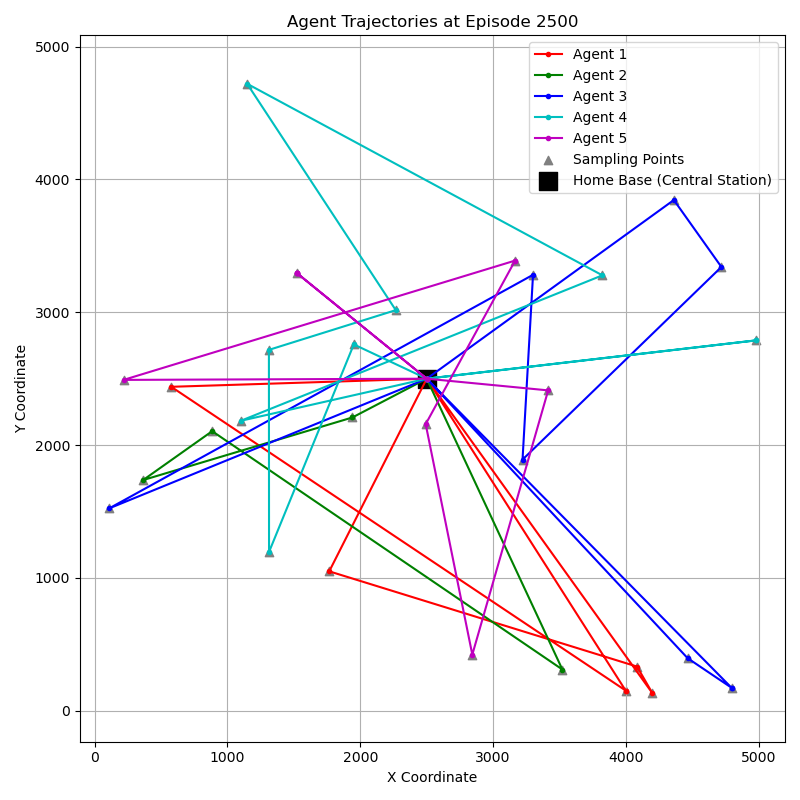 Agent Trajectories at Episode 2500
Agent 1
Agent 2
Agent 3
Agent 4
Agent 5
Sampling Points
Home Base (Central Station)
5000
4000
3000
2000
1000
0
Y Coordinate
0 1000 2000 3000 4000 5000
X Coordinate